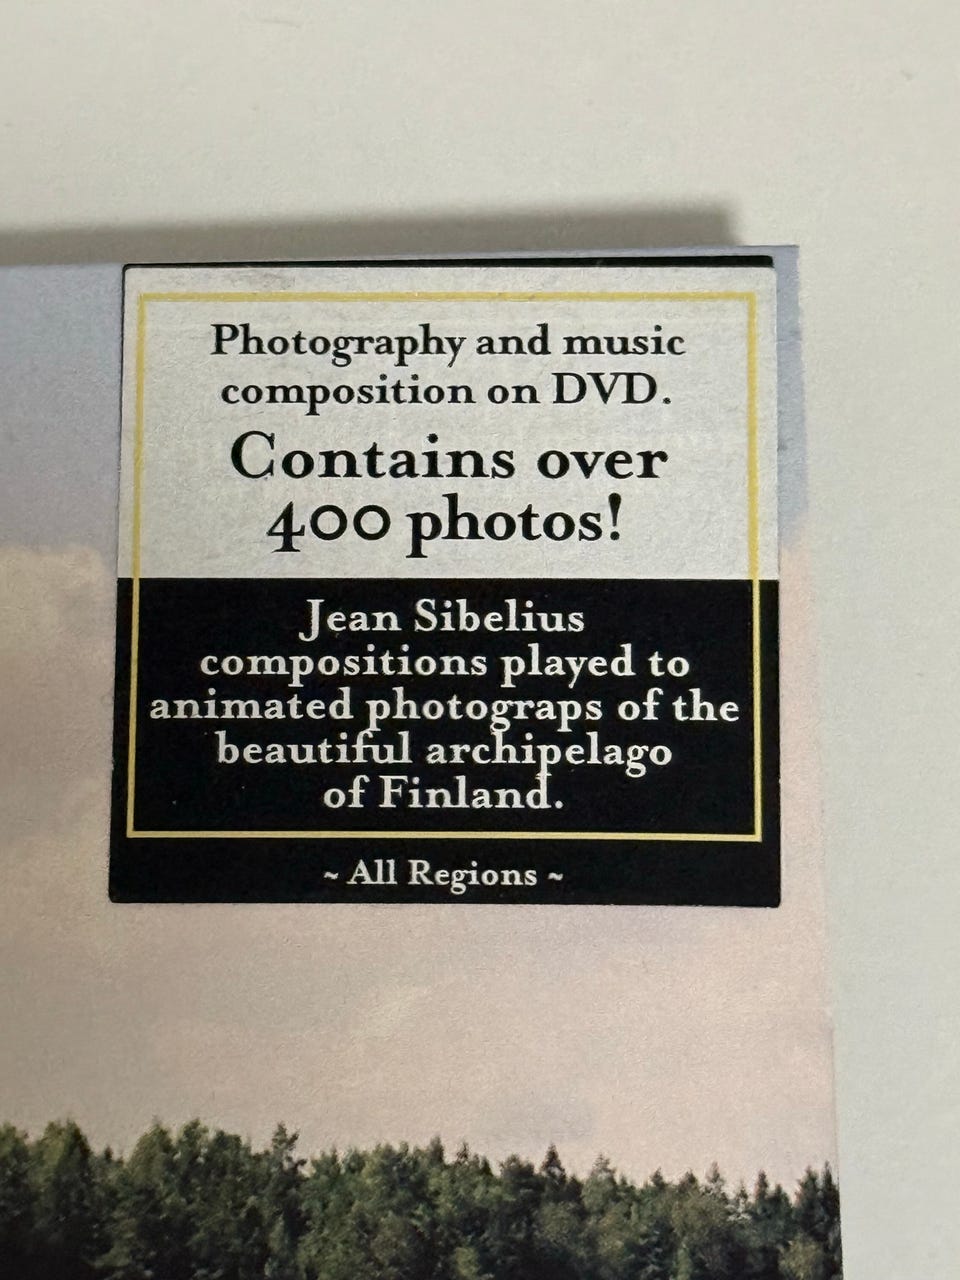 Photography and music
composition on DVD.
Contains over
400 photos!
Jean Sibelius
compositions played to
animated photograps of the
beautiful archipelago
of Finland.
~ All Regions ~